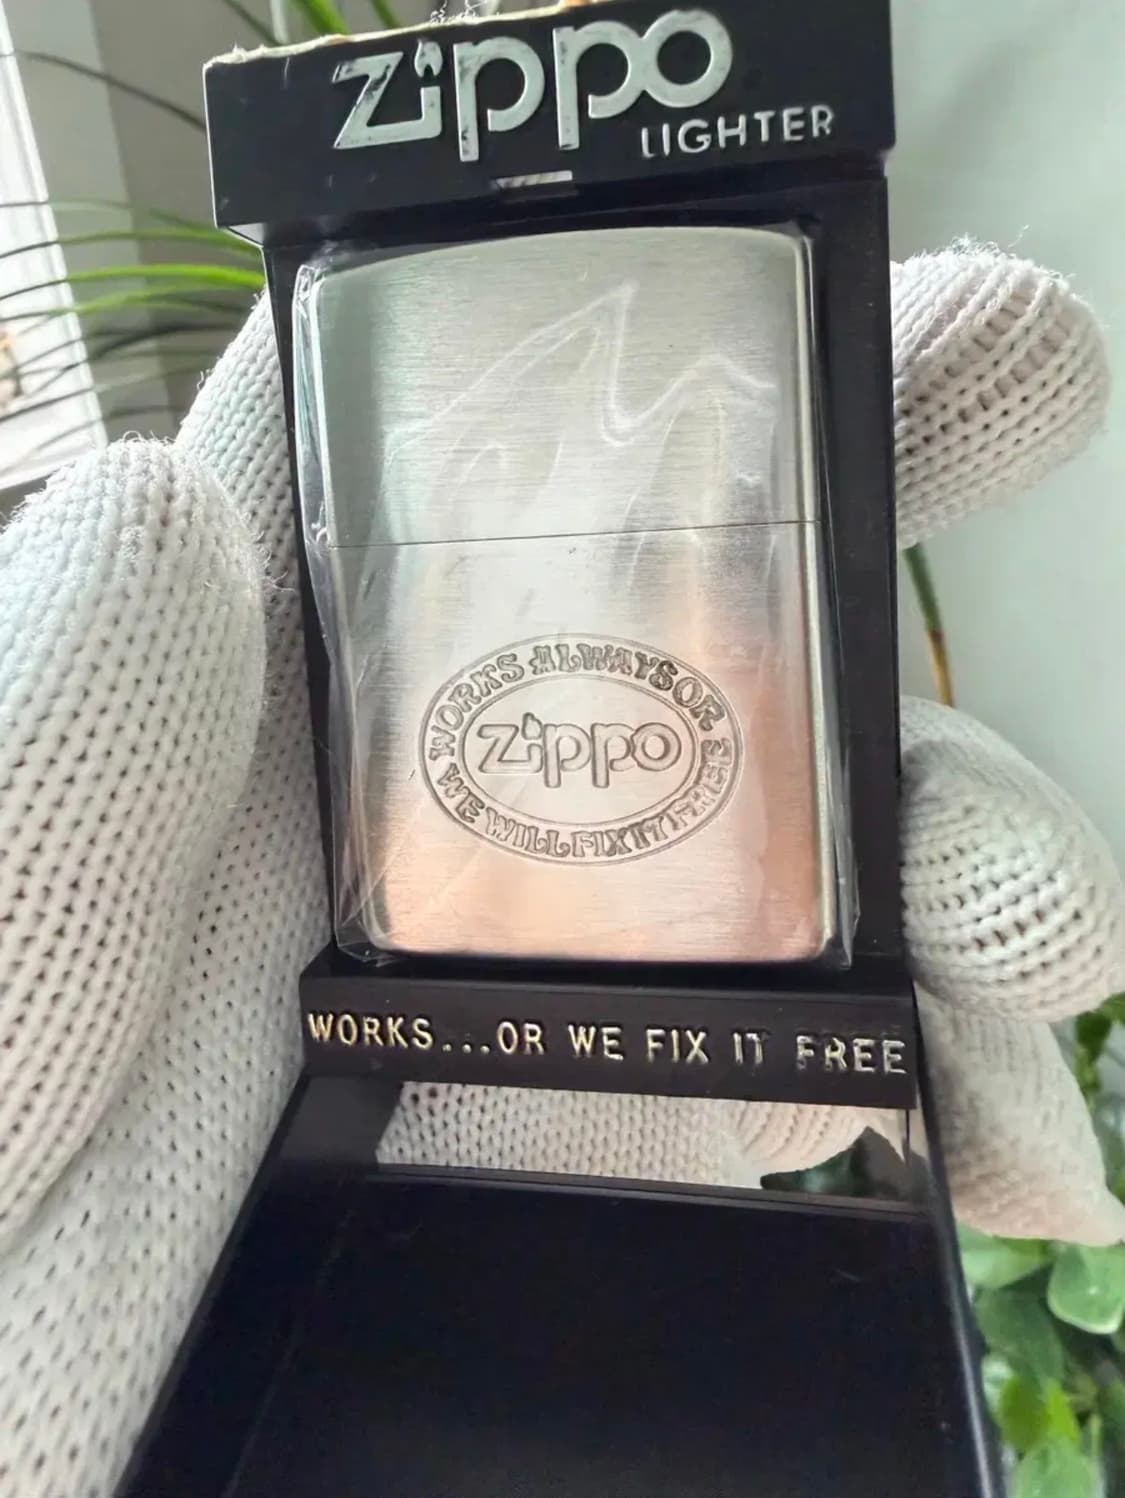 Zippo
LIGHTER
WORKS ALWAYS OR
Zippo
WE WILL FIX IT FREE
WORKS...OR WE FIX IT FREE